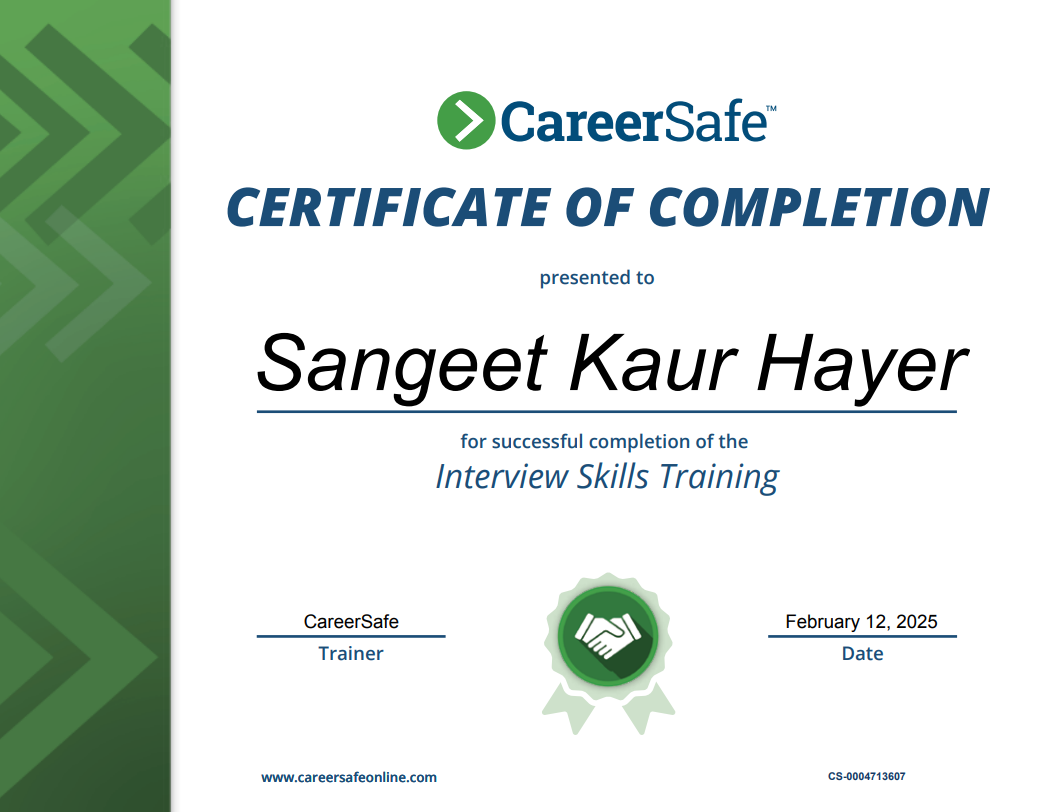 CareerSafe™
CERTIFICATE OF COMPLETION
presented to
Sangeet Kaur Hayer
for successful completion of the
Interview Skills Training
CareerSafe
Trainer
February 12, 2025
Date
www.careersafeonline.com
CS-0004713607